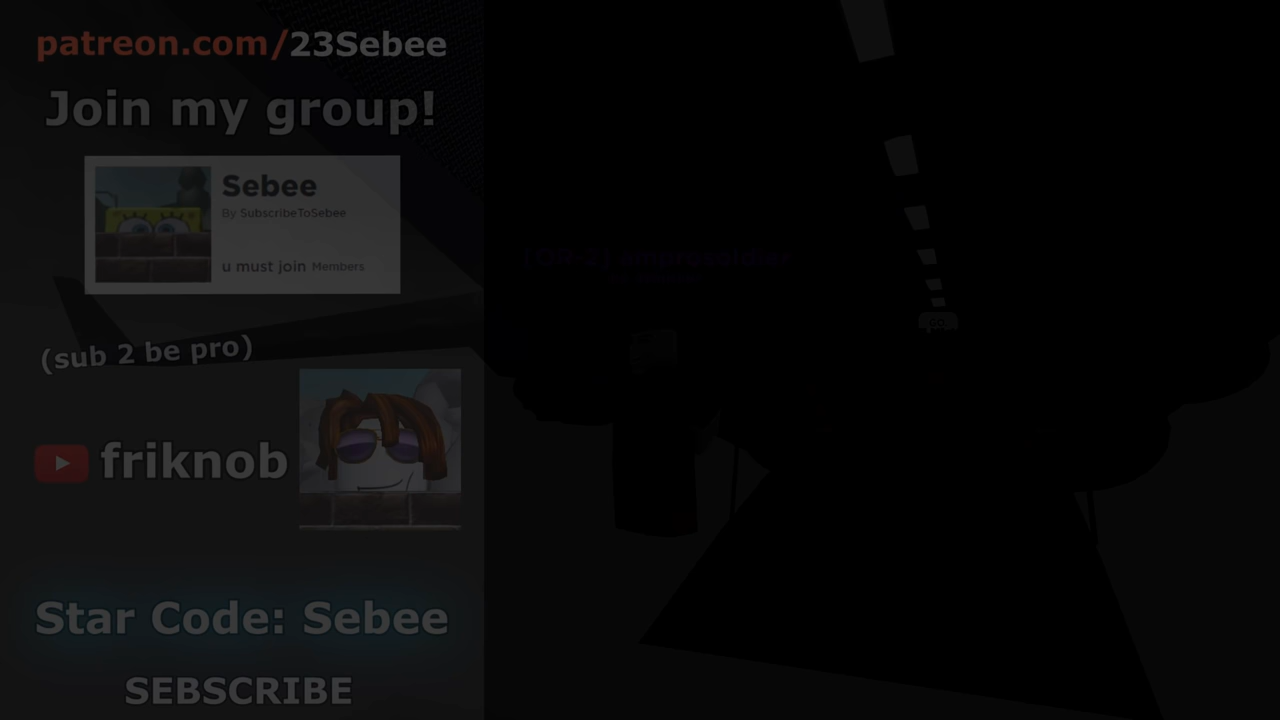 patreon.com/23Sebee
Join my group!
Sebee
By SubscribeToSebee
u must join Members
(sub 2 be pro)
friknob
Star Code: Sebee
SEBSCRIBE